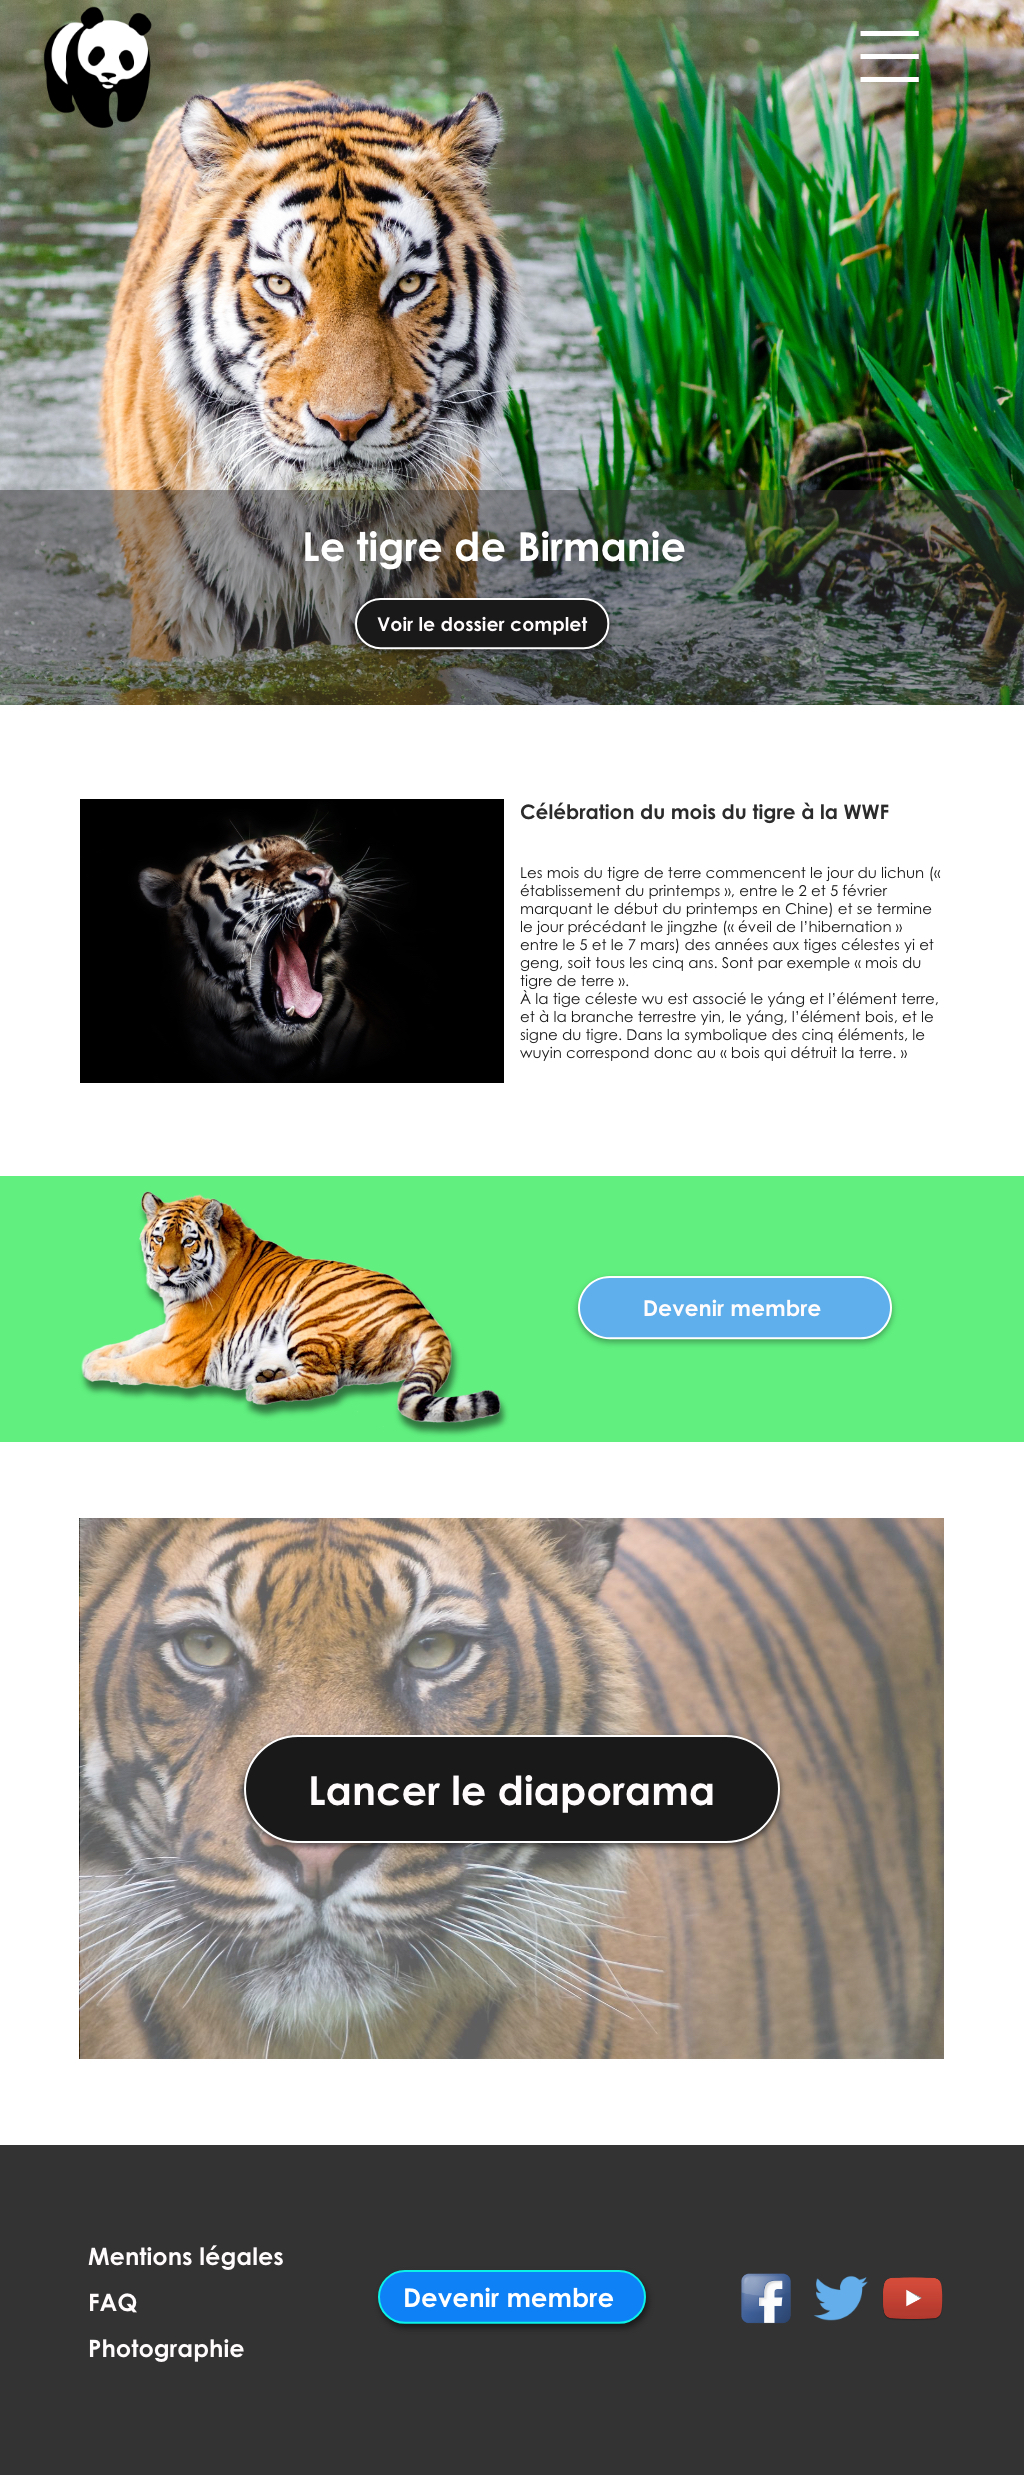 Le tigre de Birmanie
Voir le dossier complet
Célébration du mois du tigre à la WWF
Les mois du tigre de terre commencent le jour du lichun («
établissement du printemps », entre le 2 et 5 février
marquant le début du printemps en Chine) et se termine
le jour précédant le jingzhe (« éveil de l’hibernation »
entre le 5 et le 7 mars) des années aux tiges célestes yi et
geng, soit tous les cinq ans. Sont par exemple « mois du
tigre de terre ».
À la tige céleste wu est associé le yáng et l’élément terre,
et à la branche terrestre yin, le yáng, l’élément bois, et le
signe du tigre. Dans la symbolique des cinq éléments, le
wuyin correspond donc au « bois qui détruit la terre. »
Devenir membre
Lancer le diaporama
Mentions légales
FAQ
Photographie
Devenir membre